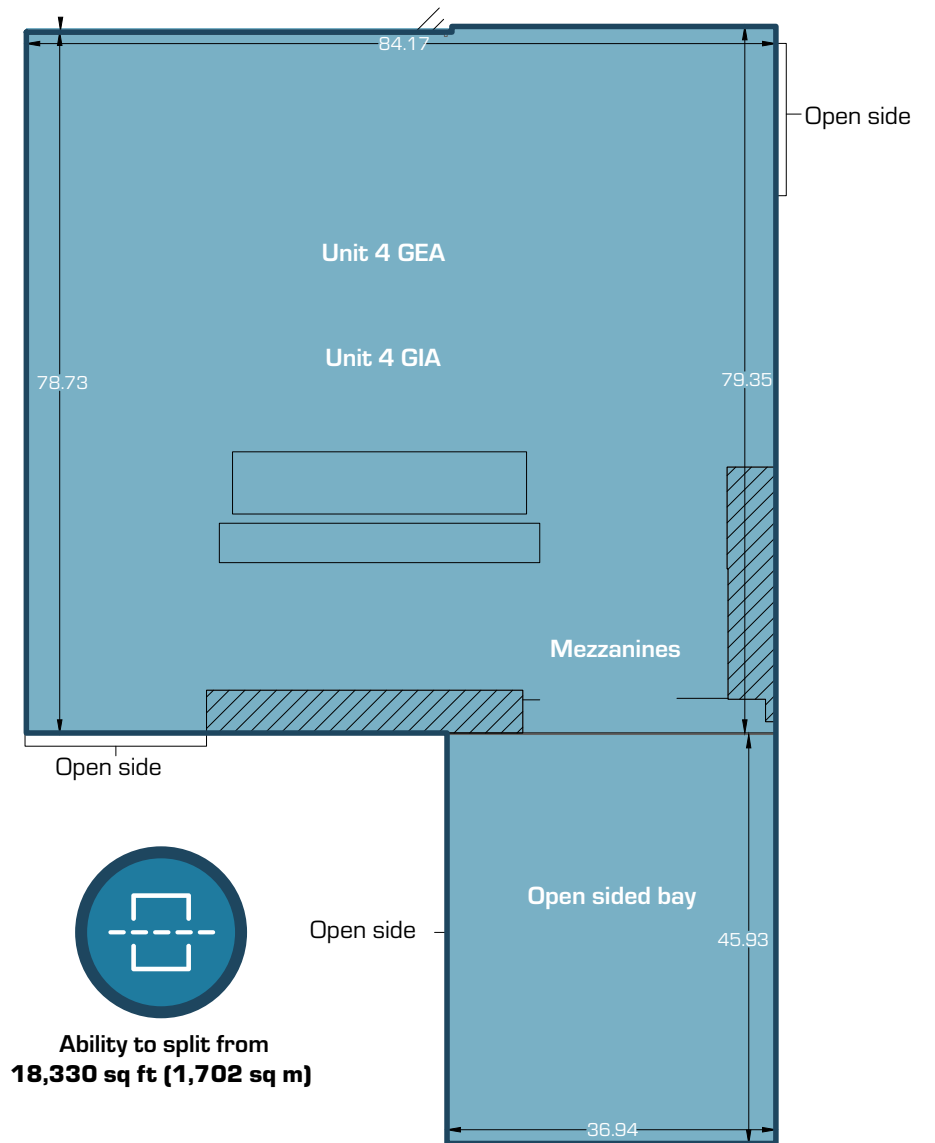 84.17
Open side
Unit 4 GEA
Unit 4 GIA
78.73
79.35
Mezzanines
Open side
Open sided bay
Open side
45.93
Ability to split from
18,330 sq ft (1,702 sq m)
36.94